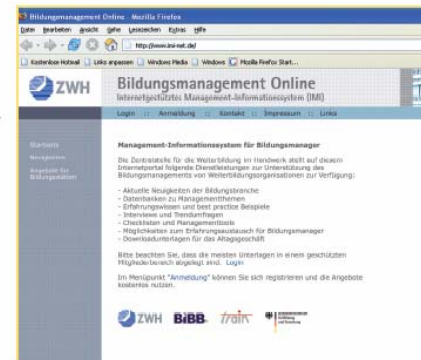 Bildungsmanagement Online - Mozilla Firefox
Datei Bearbeiten Ansicht Gehe Lesezeichen Extras Hilfe
http://www.imi-net.de/
Kostenlose Hotmail Links anpassen Windows Media Windows Mozilla Firefox Start...
ZWH
Bildungsmanagement Online
Internetgestütztes Management-Informationssystem (IMI)
Login :: Anmeldung :: Kontakt :: Impressum :: Links
Startseite
Neuigkeiten
Angebote für
Bildungsstätten
Management-Informationssystem für Bildungsmanager
Die Zentralstelle für die Weiterbildung im Handwerk stellt auf diesem
Internetportal folgende Dienstleistungen zur Unterstützung des
Bildungsmanagements von Weiterbildungsorganisationen zur Verfügung:
- Aktuelle Neuigkeiten der Bildungsbranche
- Datenbanken zu Managementthemen
- Erfahrungswissen und best practice Beispiele
- Interviews und Trendumfragen
- Checklisten und Managementtools
- Möglichkeiten zum Erfahrungsaustausch für Bildungsmanager
- Downloadunterlagen für das Alltagsgeschäft
Bitte beachten Sie, dass die meisten Unterlagen in einem geschützten
Mitgliederbereich abgelegt sind. Login
Im Menüpunkt "Anmeldung" können Sie sich registrieren und die Angebote
kostenlos nutzen.
ZWH BiBB. train